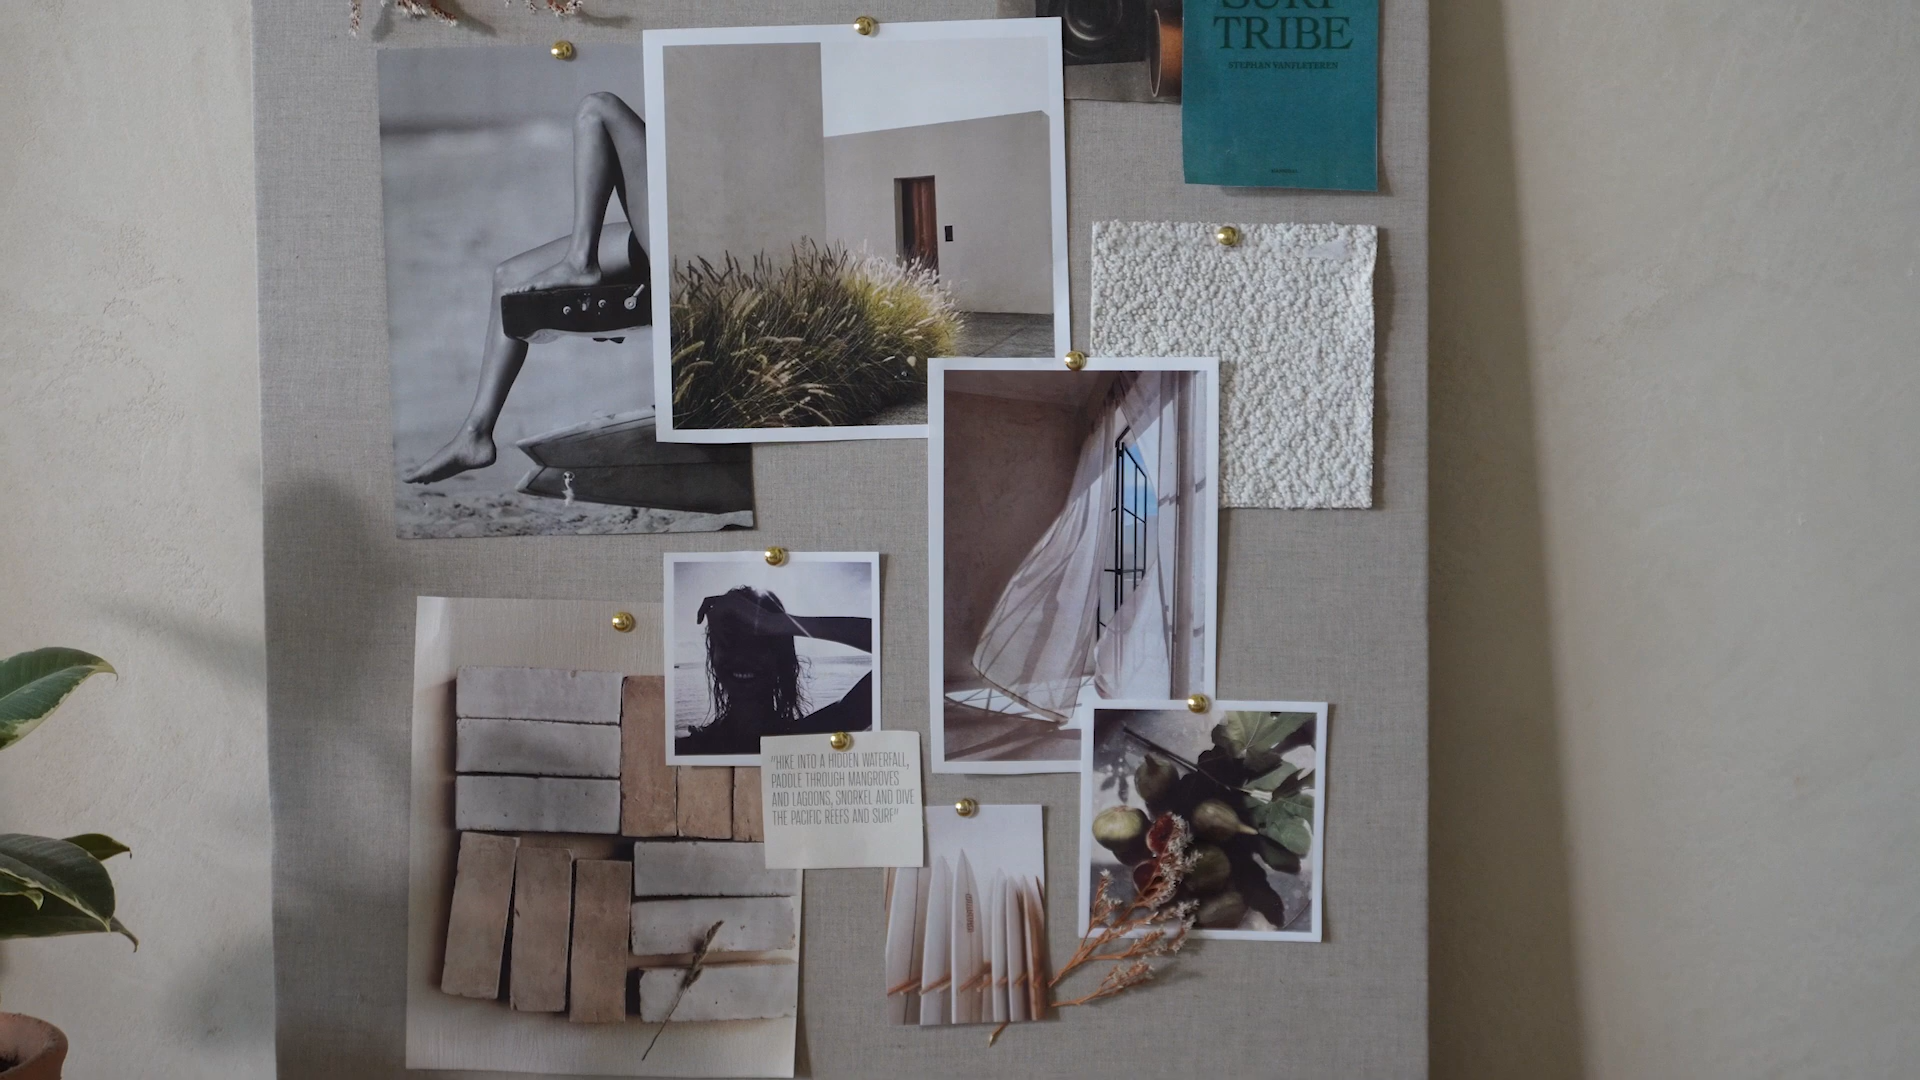 TRIBE
STEPHEN VANFLETEREN
"HIKE INTO A HIDDEN WATERFALL,
PADDLE THROUGH MANGROVES
AND LAGOONS, SNORKEL AND DIVE
THE PACIFIC REEFS AND SURF"